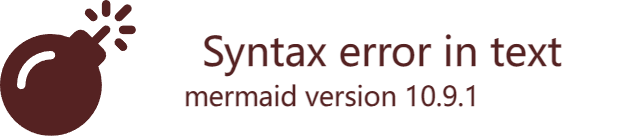 Syntax error in text
mermaid version 10.9.1